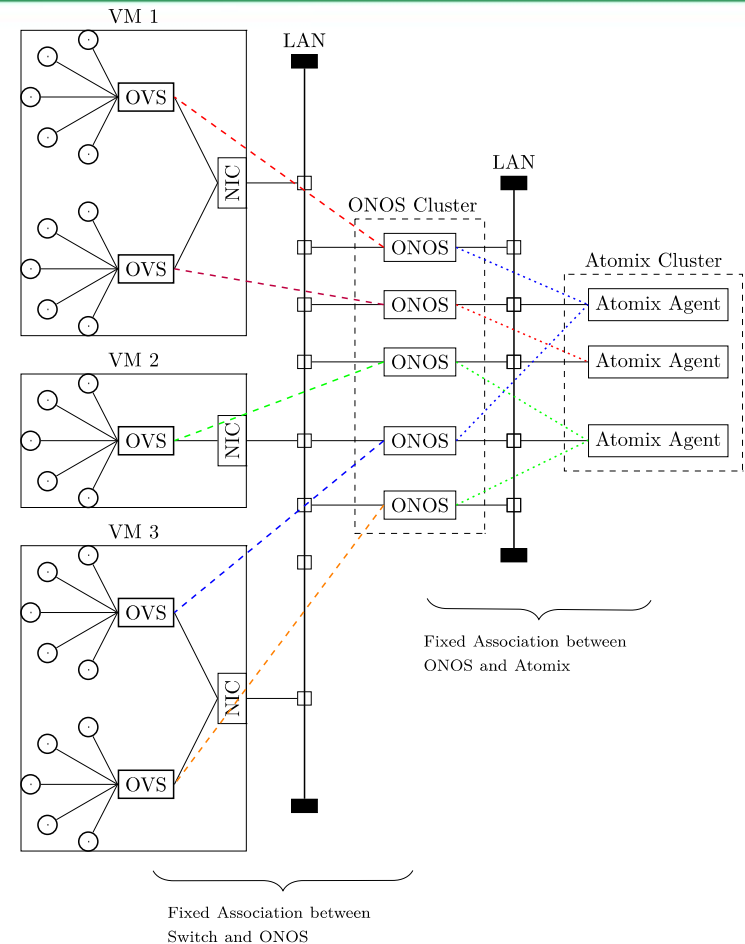 VM 1
OVS
NIC
OVS
VM 2
OVS
NIC
VM 3
OVS
NIC
OVS
LAN
ONOS Cluster
ONOS
ONOS
ONOS
ONOS
ONOS
LAN
Atomix Cluster
Atomix Agent
Atomix Agent
Atomix Agent
Fixed Association between
ONOS and Atomix
Fixed Association between
Switch and ONOS